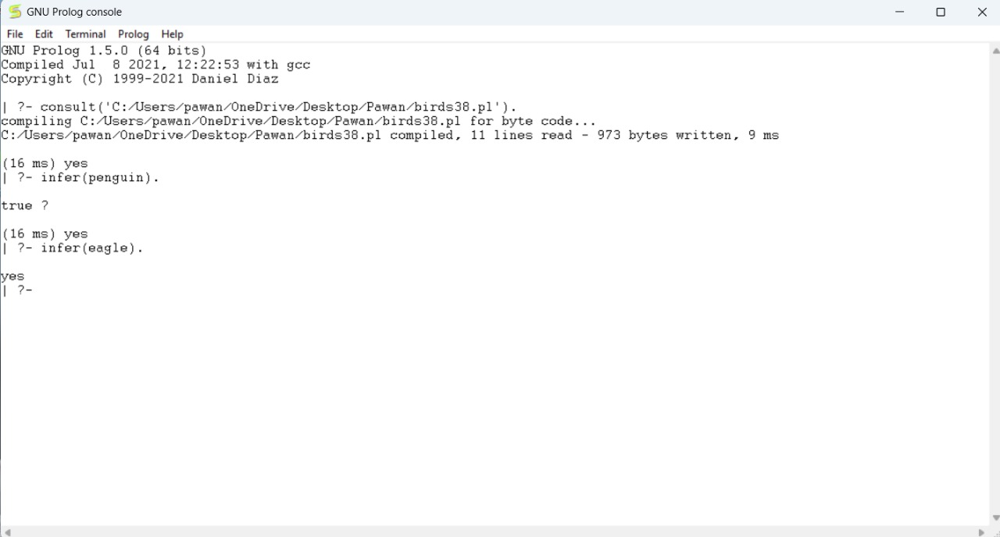 GNU Prolog console
File Edit Terminal Prolog Help
GNU Prolog 1.5.0 (64 bits)
Compiled Jul  8 2021, 12:22:53 with gcc
Copyright (C) 1999-2021 Daniel Diaz
| ?- consult('C:/Users/pawan/OneDrive/Desktop/Pawan/birds38.pl').
compiling C:/Users/pawan/OneDrive/Desktop/Pawan/birds38.pl for byte code...
C:/Users/pawan/OneDrive/Desktop/Pawan/birds38.pl compiled, 11 lines read - 973 bytes written, 9 ms
(16 ms) yes
| ?- infer(penguin).
true ?
(16 ms) yes
| ?- infer(eagle).
yes
| ?-